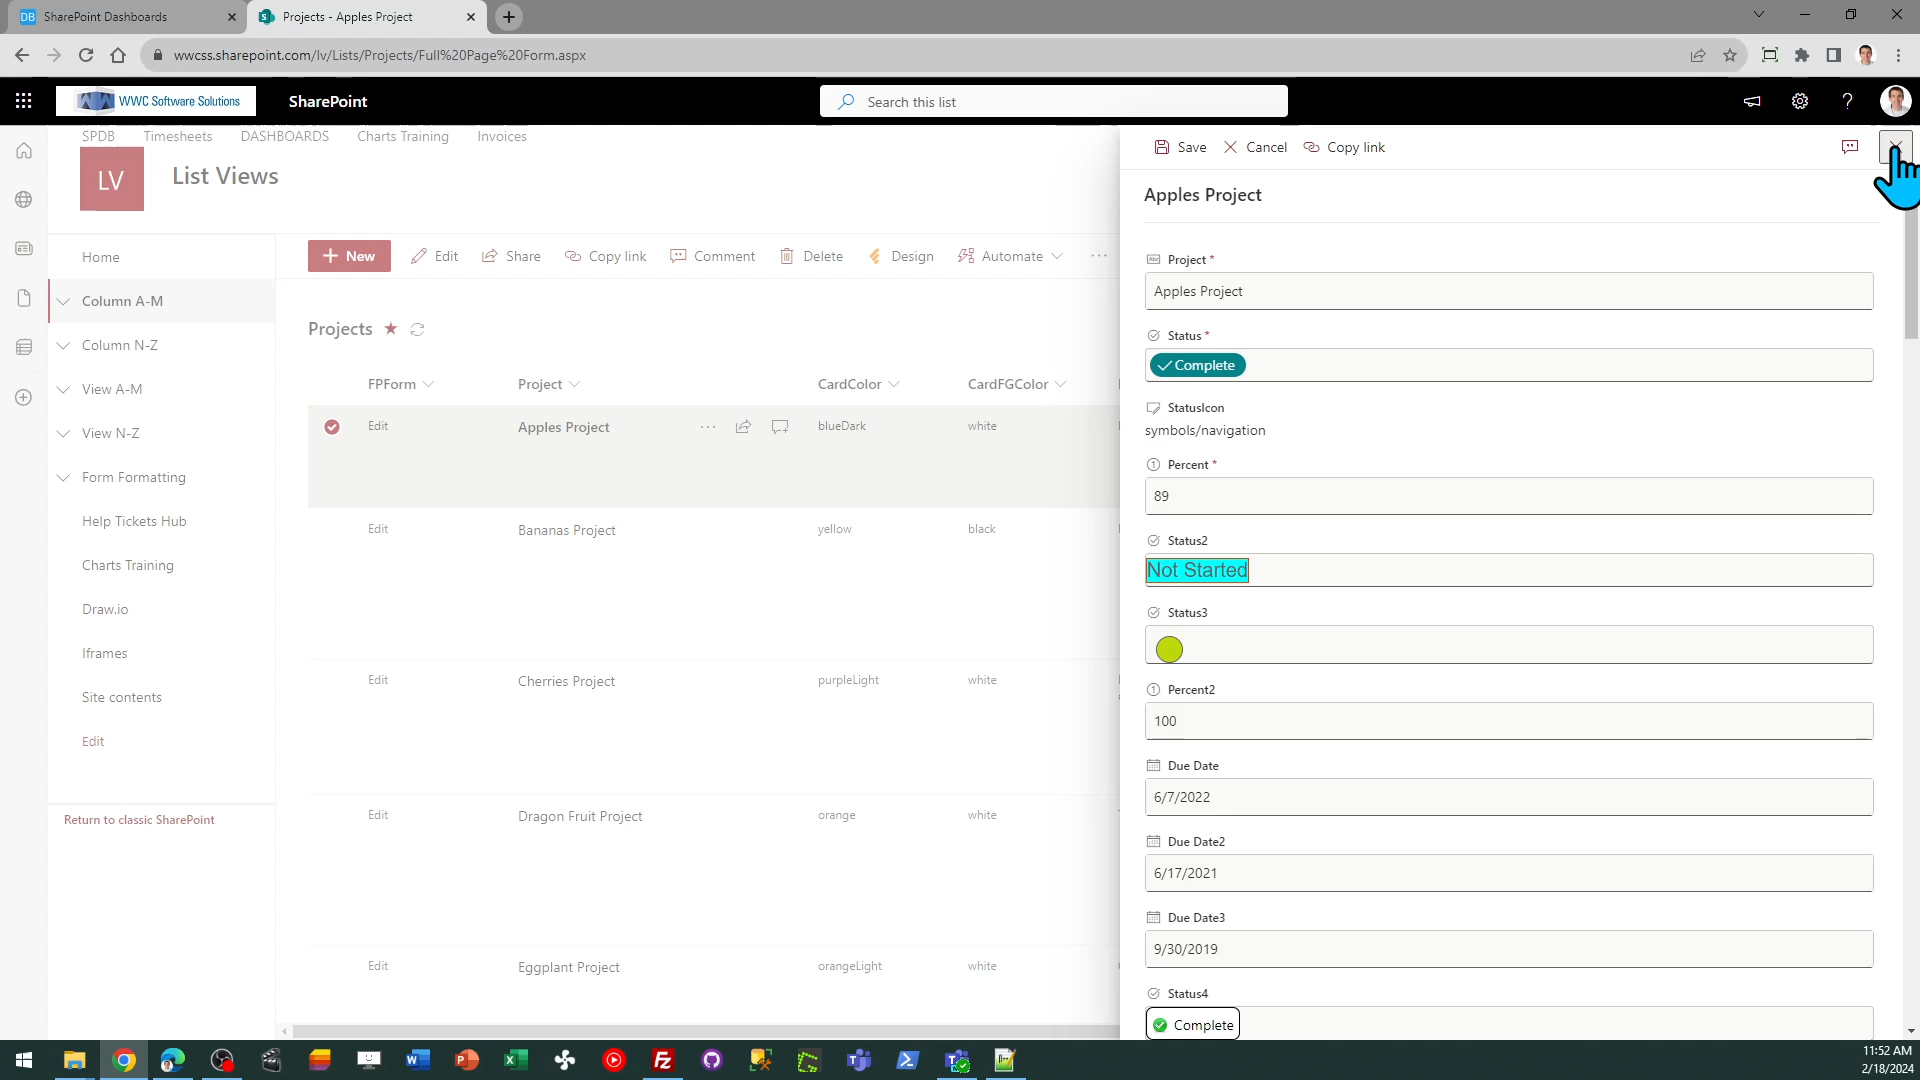 SharePoint Dashboards
Projects - Apples Project
wwcss.sharepoint.com/lv/Lists/Projects/Full%20Page%20Form.aspx
WWC Software Solutions
SharePoint
Search this list
SPDB Timesheets DASHBOARDS Charts Training Invoices
LV
List Views
Home
Column A-M
Column N-Z
View A-M
View N-Z
Form Formatting
Help Tickets Hub
Charts Training
Draw.io
Iframes
Site contents
Edit
Return to classic SharePoint
New Edit Share Copy link Comment Delete Design Automate
Projects
FPForm Project CardColor CardFGColor
Edit Apples Project blueDark white
Edit Bananas Project yellow black
Edit Cherries Project purpleLight white
Edit Dragon Fruit Project orange white
Edit Eggplant Project orangeLight white
Save Cancel Copy link
Apples Project
Project *
Apples Project
Status *
Complete
StatusIcon
symbols/navigation
Percent *
89
Status2
Not Started
Status3
Percent2
100
Due Date
6/7/2022
Due Date2
6/17/2021
Due Date3
9/30/2019
Status4
Complete
11:52 AM
2/18/2024